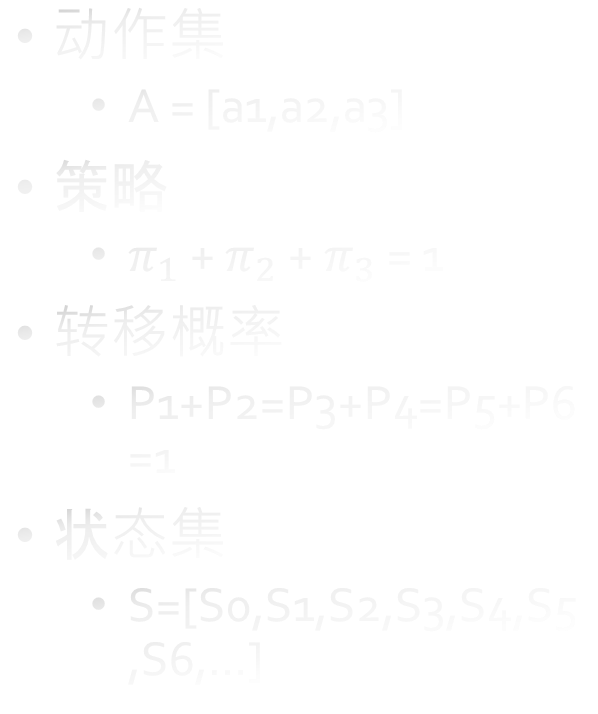 • 动作集
• A = [a1,a2,a3]
• 策略
• π₁ + π₂ + π₃ = 1
• 转移概率
• P1+P2=P3+P4=P5+P6
=1
• 状态集
• S=[S0,S1,S2,S3,S4,S5
,S6,...]